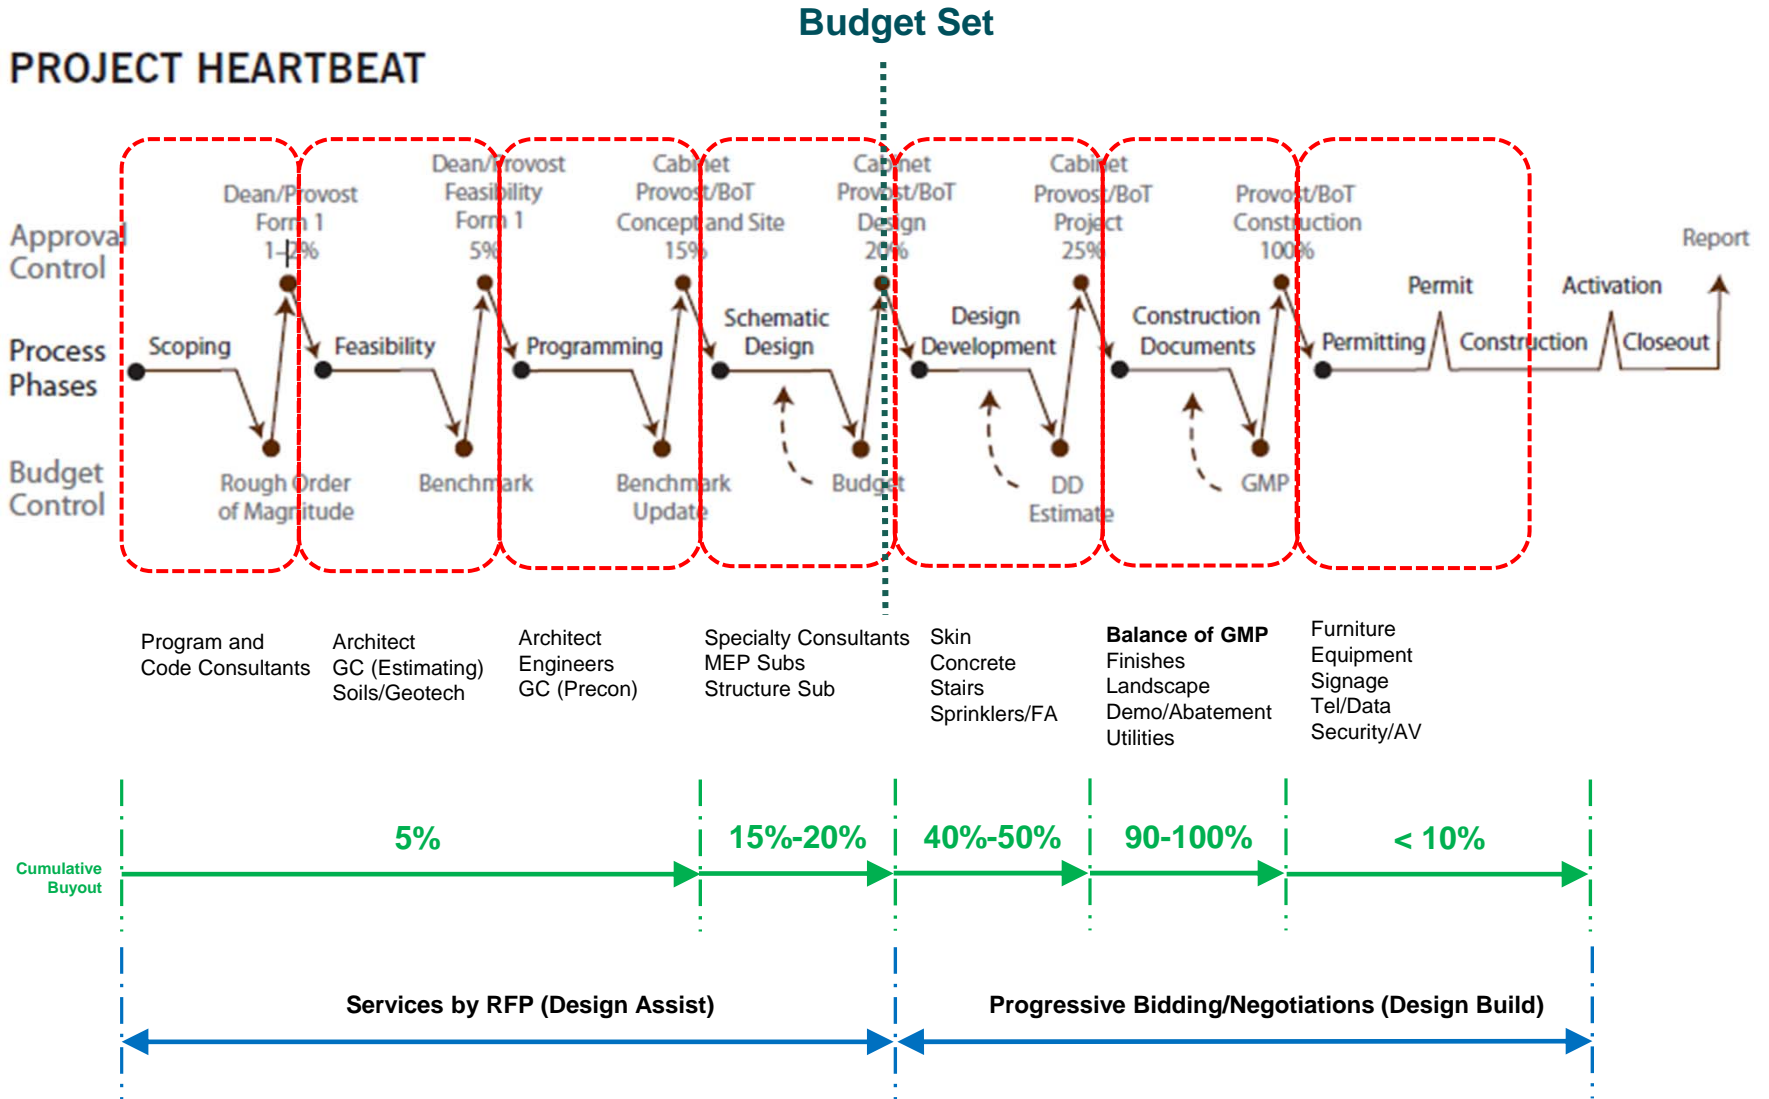 Budget Set
PROJECT HEARTBEAT
Approval
Control
Dean/Provost
Form 1
1–2%
Dean/Provost
Feasibility
Form 1
5%
Cabinet
Provost/BoT
Concept and Site
15%
Cabinet
Provost/BoT
Design
20%
Cabinet
Provost/BoT
Project
25%
Provost/BoT
Construction
100%
Report
Process
Phases
Scoping
Feasibility
Programming
Schematic
Design
Design
Development
Construction
Documents
Permitting
Permit
Construction
Activation
Closeout
Budget
Control
Rough Order
of Magnitude
Benchmark
Benchmark
Update
Budget
DD
Estimate
GMP
Program and
Code Consultants
Architect
GC (Estimating)
Soils/Geotech
Architect
Engineers
GC (Precon)
Specialty Consultants
MEP Subs
Structure Sub
Skin
Concrete
Stairs
Sprinklers/FA
Balance of GMP
Finishes
Landscape
Demo/Abatement
Utilities
Furniture
Equipment
Signage
Tel/Data
Security/AV
Cumulative
Buyout
5%
15%-20%
40%-50%
90-100%
< 10%
Services by RFP (Design Assist)
Progressive Bidding/Negotiations (Design Build)